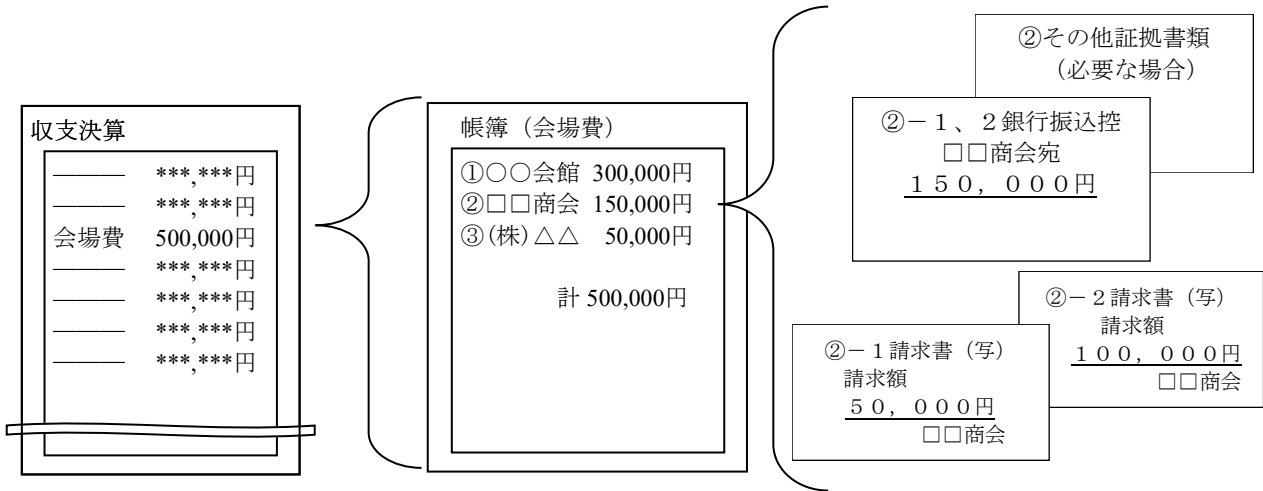 収支決算
――― ***,***円
――― ***,***円
会場費 500,000円
――― ***,***円
――― ***,***円
――― ***,***円
――― ***,***円
帳簿（会場費）
①○○会館 300,000円
②□□商会 150,000円
③(株)△△ 50,000円
計 500,000円
②その他証拠書類
（必要な場合）
②－１、２銀行振込控
□□商会宛
１５０，０００円
②－２請求書（写）
請求額
１００，０００円
□□商会
②－１請求書（写）
請求額
５０，０００円
□□商会